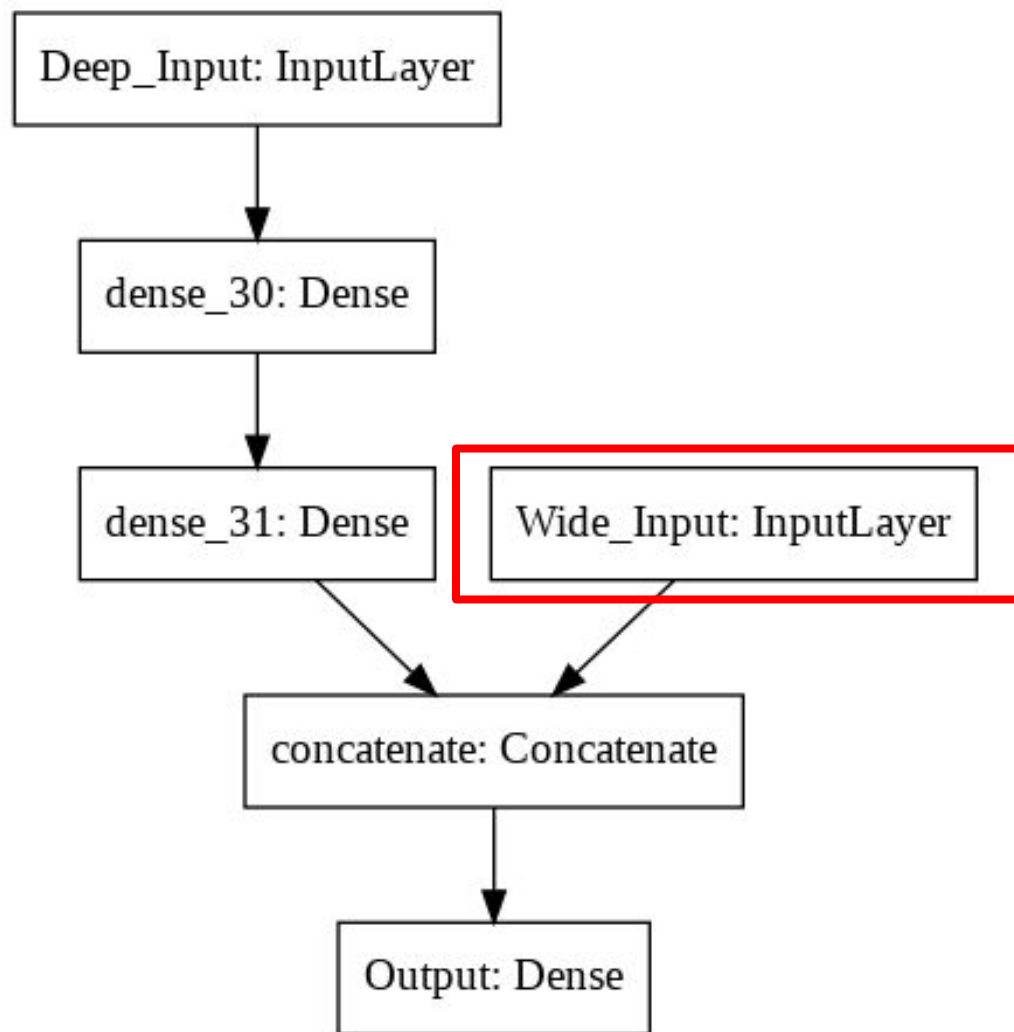 Deep_Input: InputLayer
dense_30: Dense
dense_31: Dense
Wide_Input: InputLayer
concatenate: Concatenate
Output: Dense